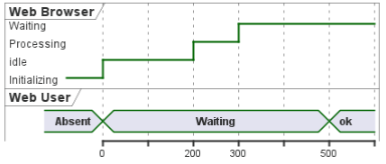 Web Browser
Waiting
Processing
idle
Initializing
Web User
Absent Waiting ok
0 200 300 500